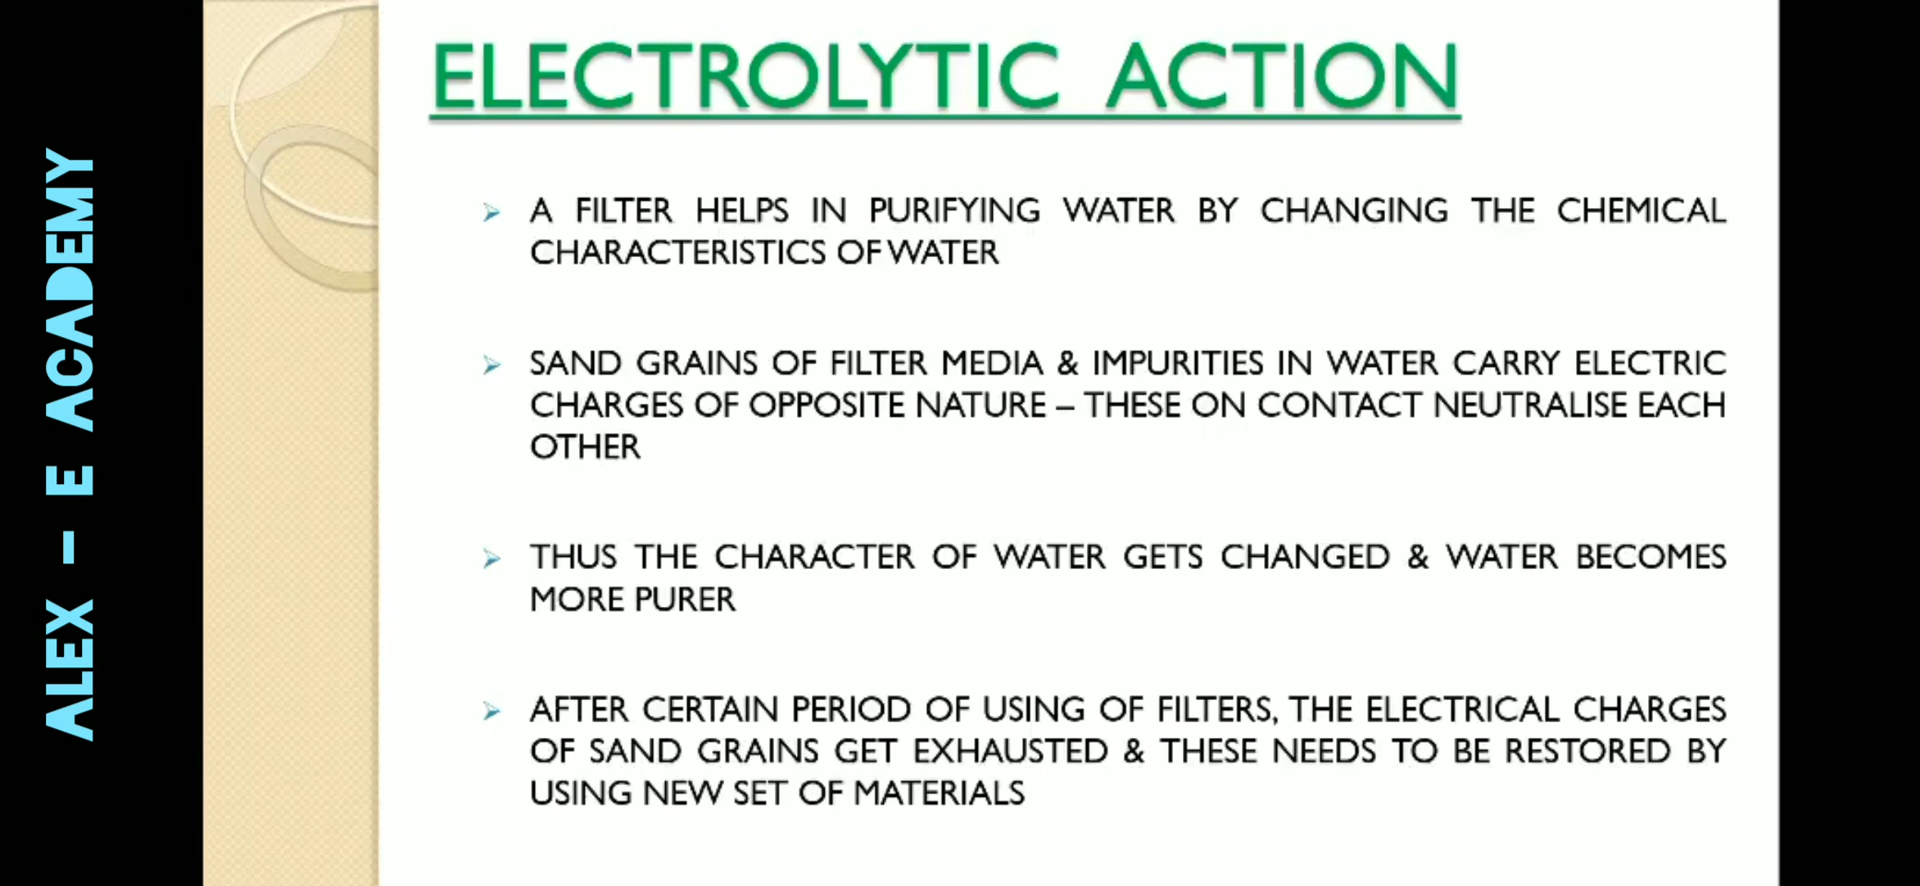 ALEX - E ACADEMY
ELECTROLYTIC ACTION
A FILTER HELPS IN PURIFYING WATER BY CHANGING THE CHEMICAL
CHARACTERISTICS OF WATER
SAND GRAINS OF FILTER MEDIA & IMPURITIES IN WATER CARRY ELECTRIC
CHARGES OF OPPOSITE NATURE – THESE ON CONTACT NEUTRALISE EACH
OTHER
THUS THE CHARACTER OF WATER GETS CHANGED & WATER BECOMES
MORE PURER
AFTER CERTAIN PERIOD OF USING OF FILTERS, THE ELECTRICAL CHARGES
OF SAND GRAINS GET EXHAUSTED & THESE NEEDS TO BE RESTORED BY
USING NEW SET OF MATERIALS